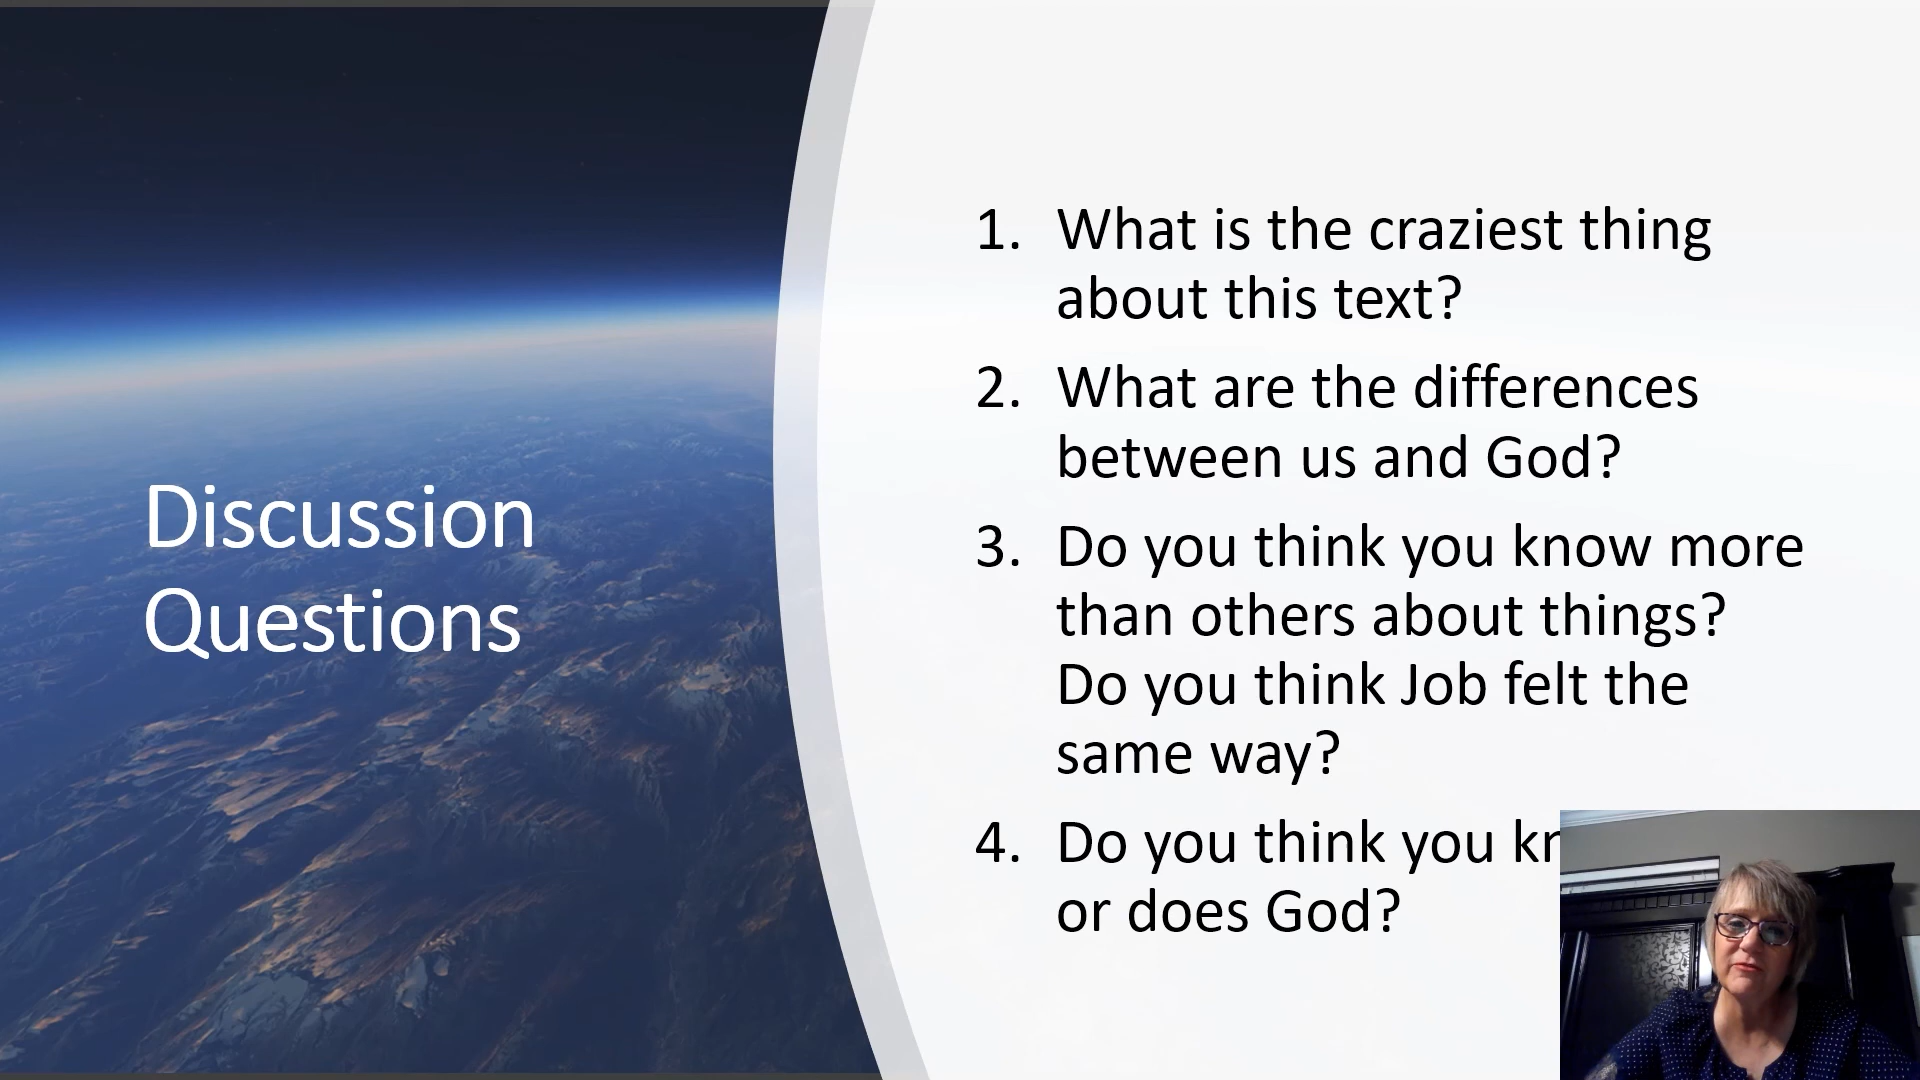 Discussion
Questions
1. What is the craziest thing
about this text?
2. What are the differences
between us and God?
3. Do you think you know more
than others about things?
Do you think Job felt the
same way?
4. Do you think you
or does God?